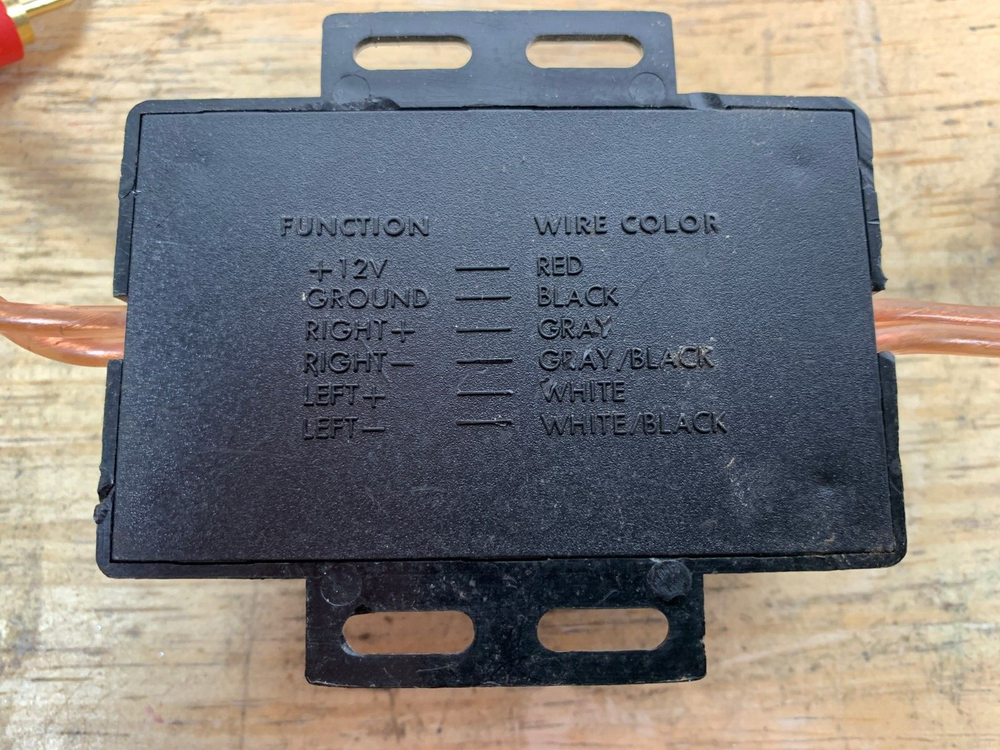 FUNCTION WIRE COLOR
+12V — RED
GROUND — BLACK
RIGHT+ — GRAY
RIGHT− — GRAY/BLACK
LEFT+ — WHITE
LEFT− — WHITE/BLACK